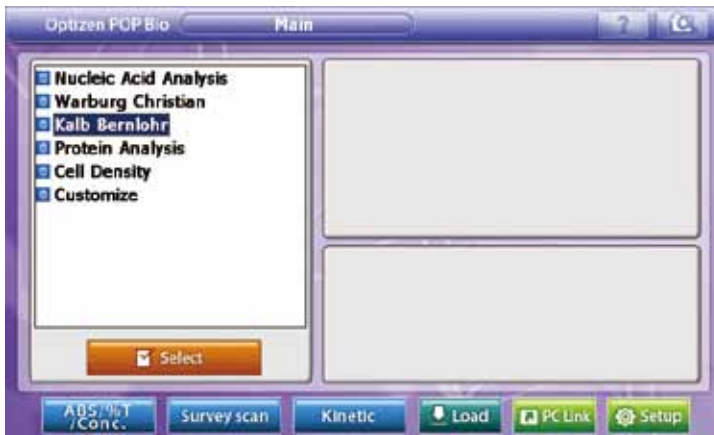 Optizen POP Bio
Main
?
Nucleic Acid Analysis
Warburg Christian
Kalb Bernlohr
Protein Analysis
Cell Density
Customize
Select
ABS/%T
/Conc.
Survey scan
Kinetic
Load
PC Link
Setup